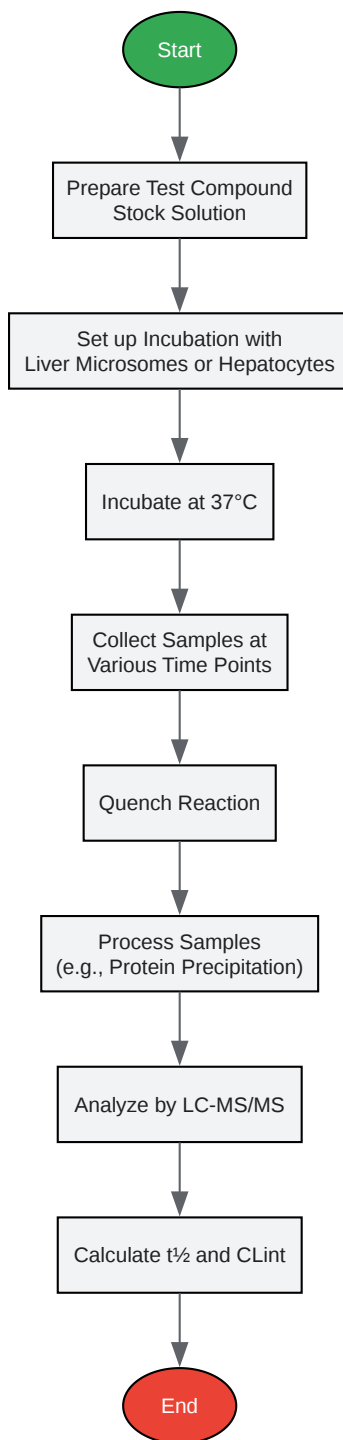 Start
Prepare Test Compound
Stock Solution
Set up Incubation with
Liver Microsomes or Hepatocytes
Incubate at 37°C
Collect Samples at
Various Time Points
Quench Reaction
Process Samples
(e.g., Protein Precipitation)
Analyze by LC-MS/MS
Calculate t½ and CLint
End